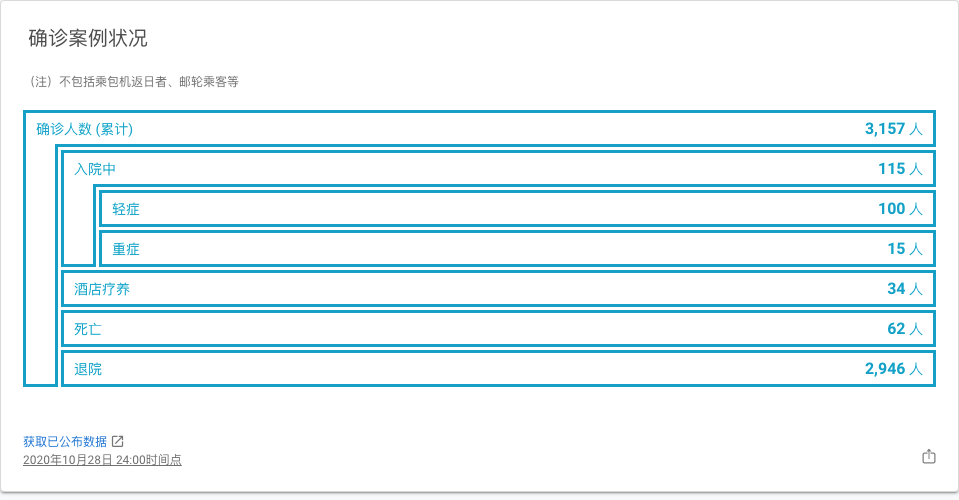 确诊案例状况
（注）不包括乘包机返日者、邮轮乘客等
确诊人数 (累计) 3,157 人
入院中 115 人
轻症 100 人
重症 15 人
酒店疗养 34 人
死亡 62 人
退院 2,946 人
获取已公布数据
2020年10月28日 24:00时间点